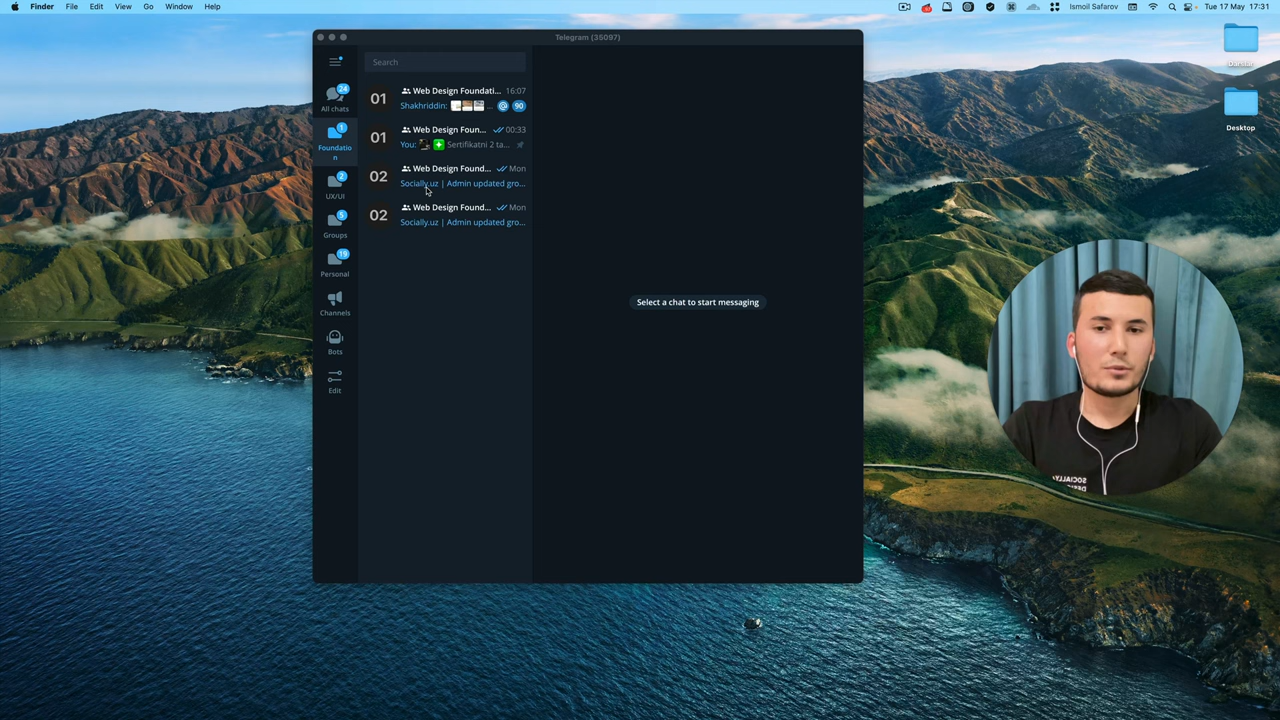 Finder File Edit View Go Window Help Ismoil Safarov Tue 17 May 17:31
Telegram (35097)
Search
24
All chats
1
Foundatio
n
2
UX/UI
5
Groups
19
Personal
Channels
Bots
Edit
01
Web Design Foundati... 16:07
Shakhriddin: ... @ 90
01
Web Design Foun... 00:33
You: Sertifikatni 2 ta...
02
Web Design Found... Mon
Socially.uz | Admin updated gro...
02
Web Design Found... Mon
Socially.uz | Admin updated gro...
Select a chat to start messaging
Desktop